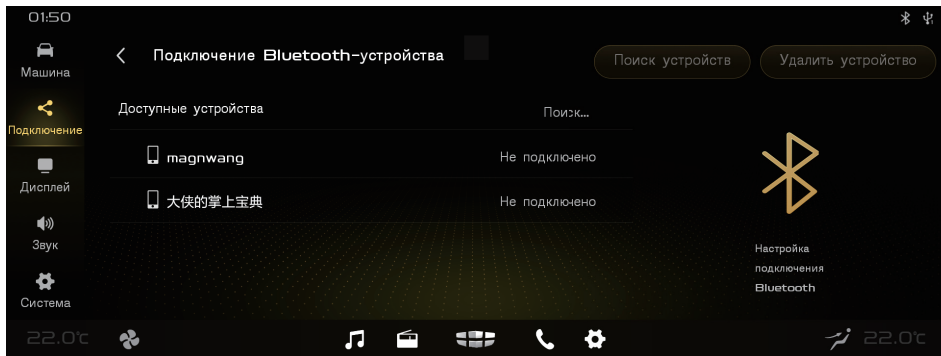 01:50
Машина
Подключение
Дисплей
Звук
Система
Подключение Bluetooth-устройства
Поиск устройств
Удалить устройство
Доступные устройства
Поиск...
magnwang
Не подключено
大侠的掌上宝典
Не подключено
Настройка
подключения
Bluetooth
22.0℃
22.0℃